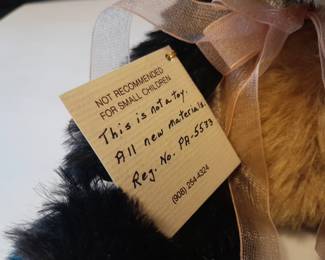 NOT RECOMMENDED
FOR SMALL CHILDREN
This is not a toy.
All new materials.
Reg. No. PA-5573
(908) 254-4324